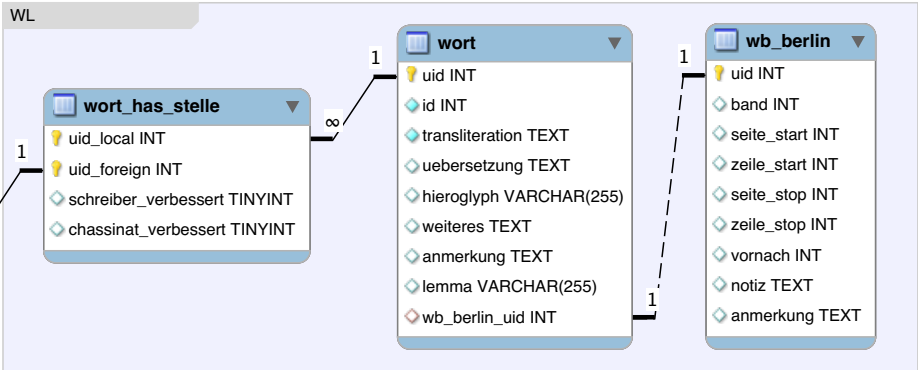 WL
wort_has_stelle
uid_local INT
uid_foreign INT
schreiber_verbessert TINYINT
chassinat_verbessert TINYINT
1
∞
1
wort
uid INT
id INT
transliteration TEXT
uebersetzung TEXT
hieroglyph VARCHAR(255)
weiteres TEXT
anmerkung TEXT
lemma VARCHAR(255)
wb_berlin_uid INT
1
1
wb_berlin
uid INT
band INT
seite_start INT
zeile_start INT
seite_stop INT
zeile_stop INT
vornach INT
notiz TEXT
anmerkung TEXT